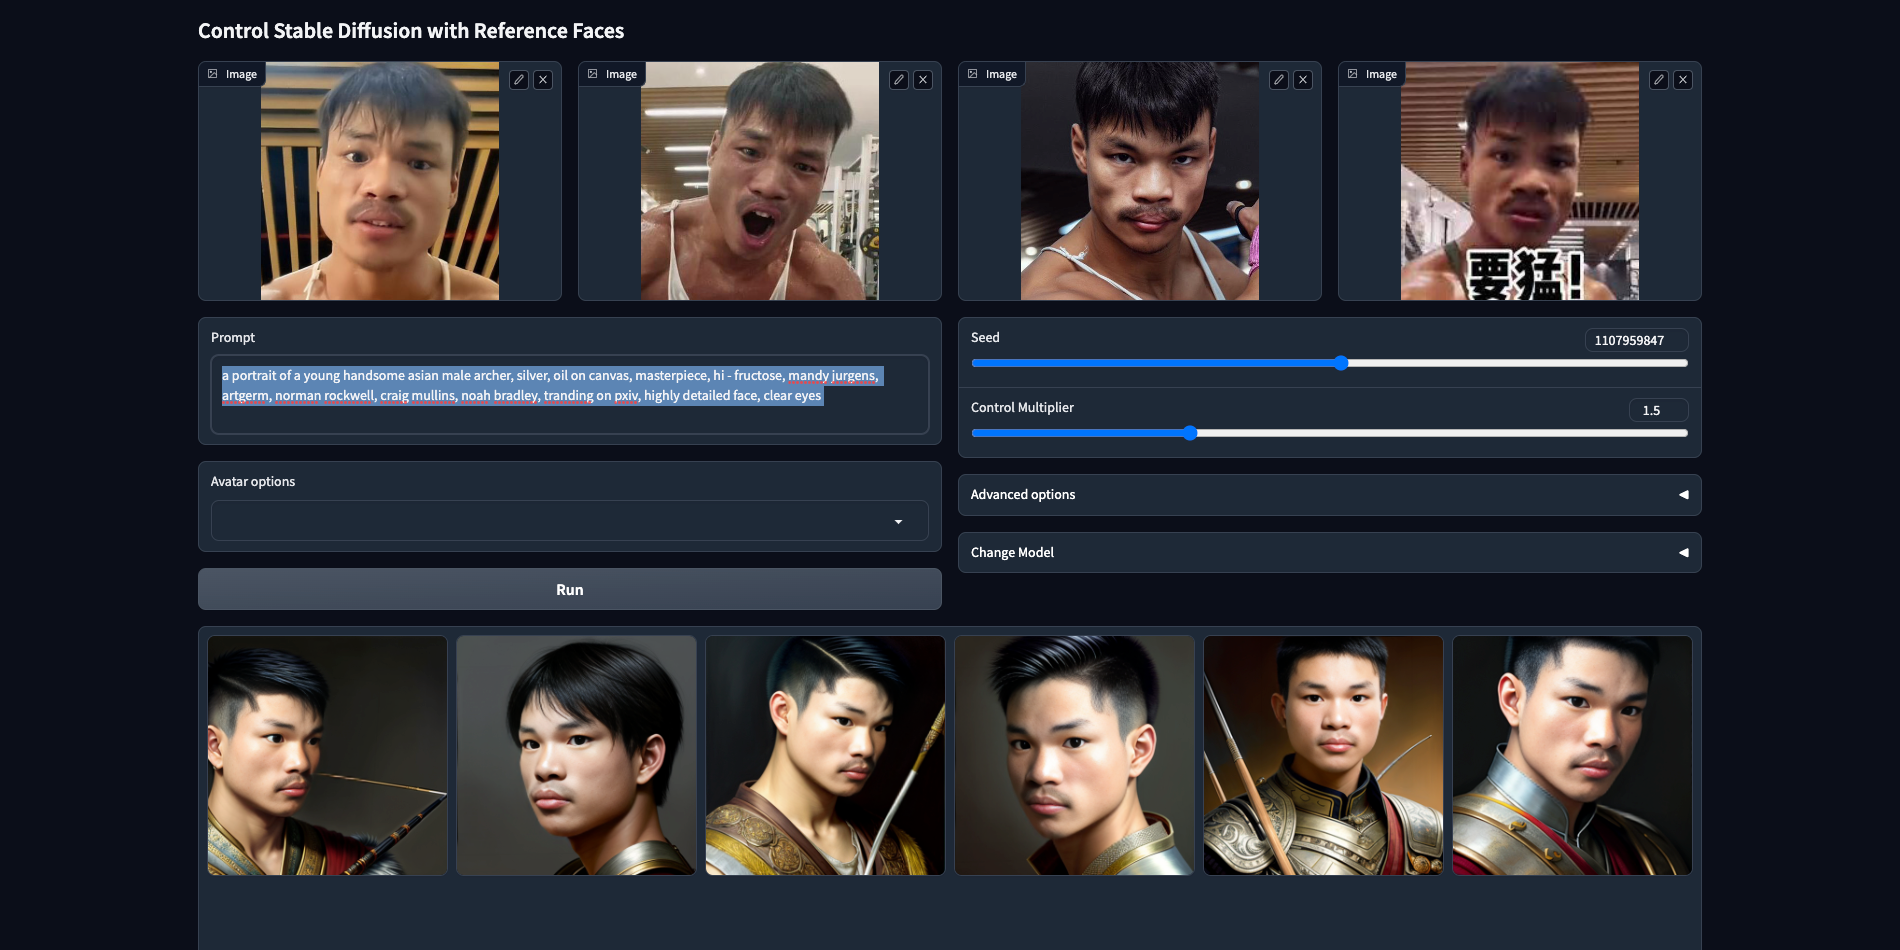 Control Stable Diffusion with Reference Faces
Image
Image
Image
Image
要猛!
Prompt
a portrait of a young handsome asian male archer, silver, oil on canvas, masterpiece, hi - fructose, mandy jurgens,
artgerm, norman rockwell, craig mullins, noah bradley, tranding on pxiv, highly detailed face, clear eyes
Seed
1107959847
Control Multiplier
1.5
Avatar options
Advanced options
Change Model
Run